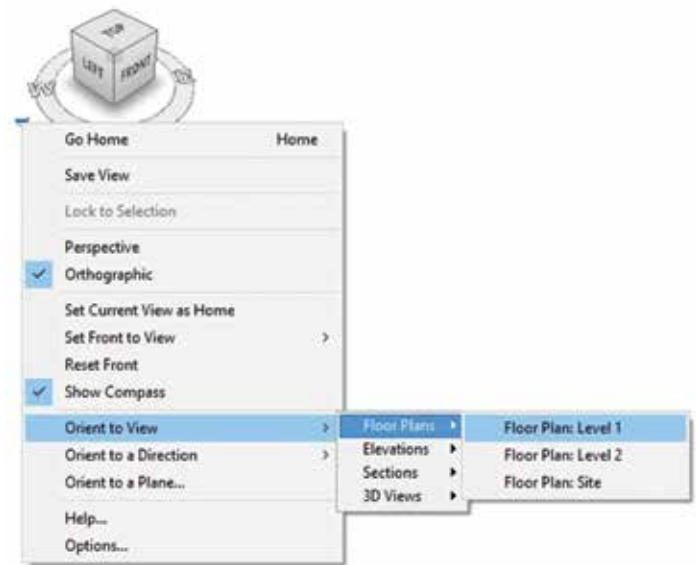 TOP
LEFT FRONT
Go Home Home
Save View
Lock to Selection
Perspective
Orthographic
Set Current View as Home
Set Front to View
Reset Front
Show Compass
Orient to View
Floor Plans
Floor Plan: Level 1
Orient to a Direction
Elevations
Floor Plan: Level 2
Orient to a Plane...
Sections
Floor Plan: Site
3D Views
Help...
Options...